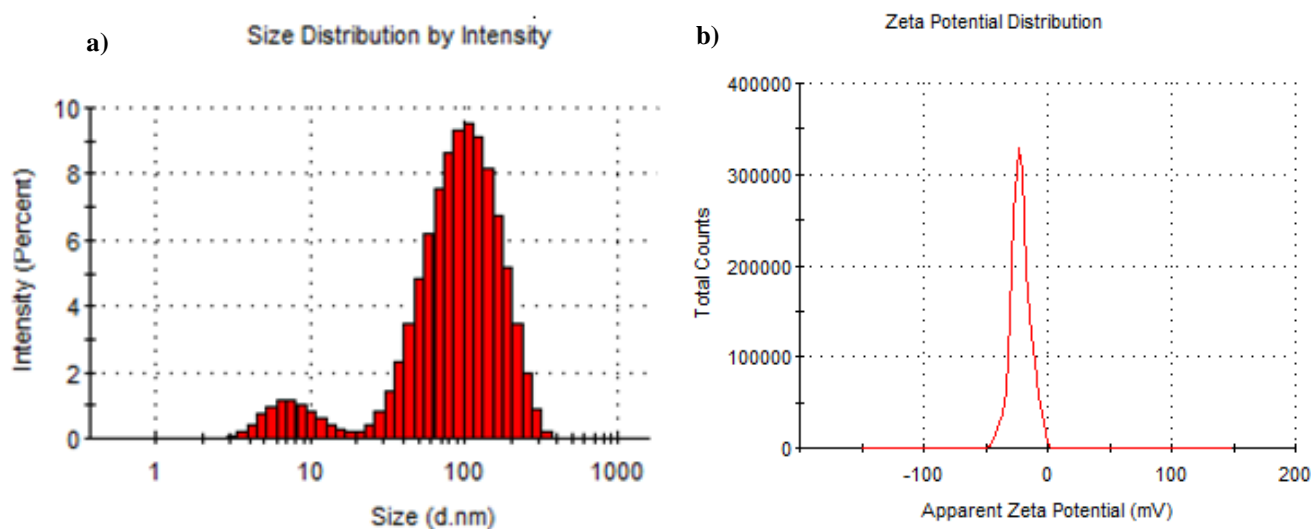 a)
Size Distribution by Intensity
Intensity (Percent)
10
8
6
4
2
0
1
10
100
1000
Size (d.nm)
b)
Zeta Potential Distribution
Total Counts
400000
300000
200000
100000
0
-100
0
100
200
Apparent Zeta Potential (mV)